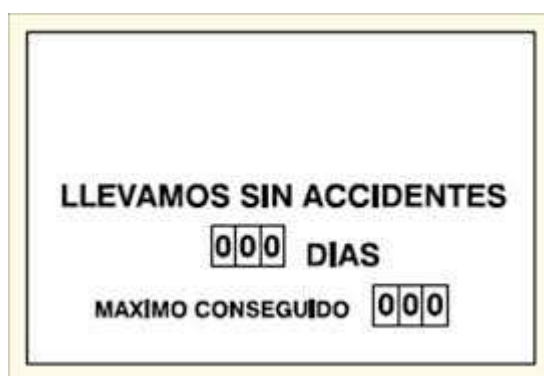 LLEVAMOS SIN ACCIDENTES
000 DIAS
MAXIMO CONSEGUIDO 000